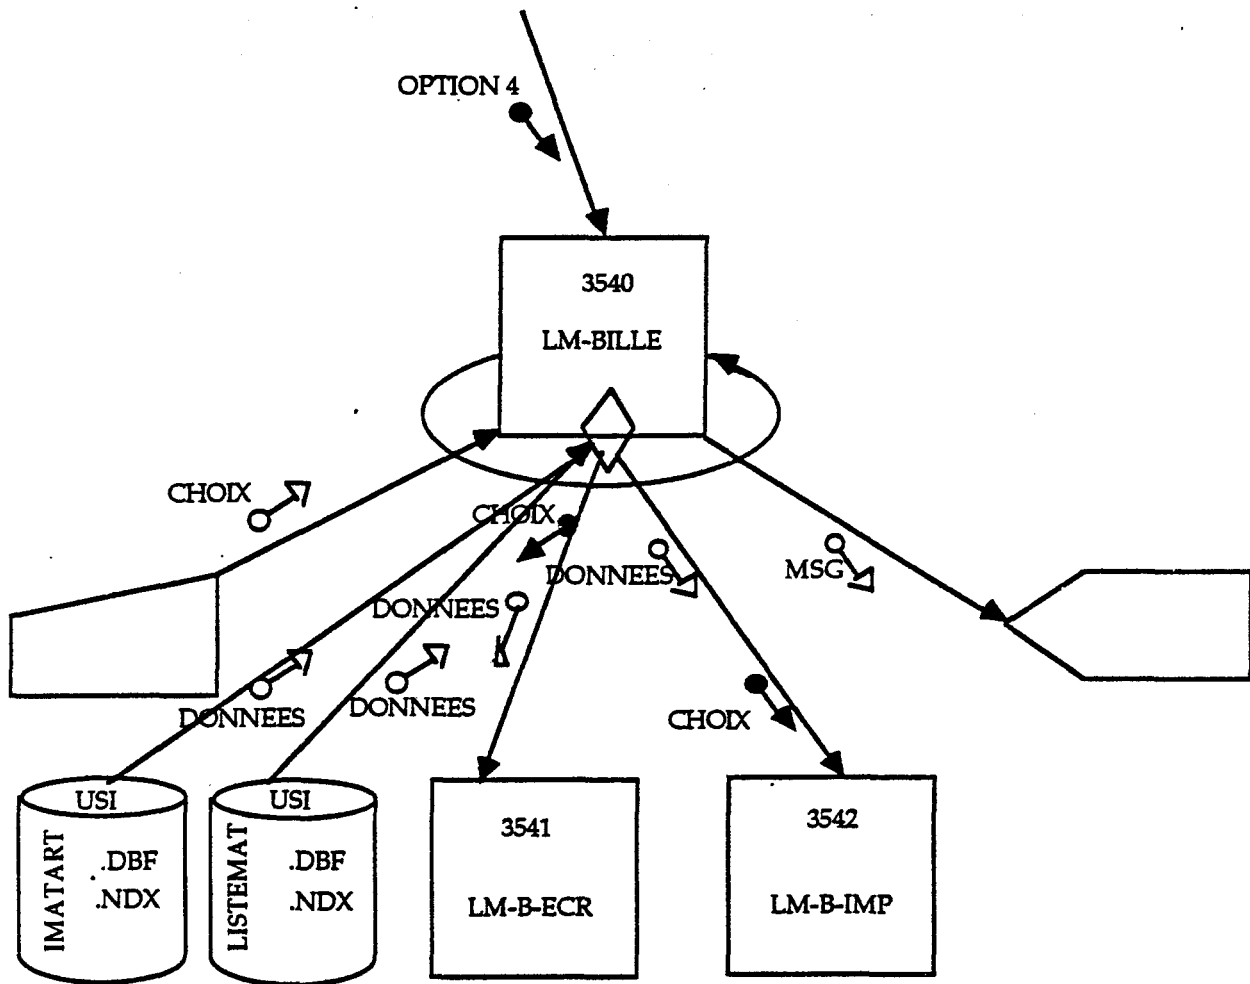 OPTION 4
3540
LM-BILLE
CHOIX
CHOIX
DONNEES
MSG
DONNEES
DONNEES
DONNEES
CHOIX
USI
IMATART
.DBF
.NDX
USI
LISTEMAT
.DBF
.NDX
3541
LM-B-ECR
3542
LM-B-IMP